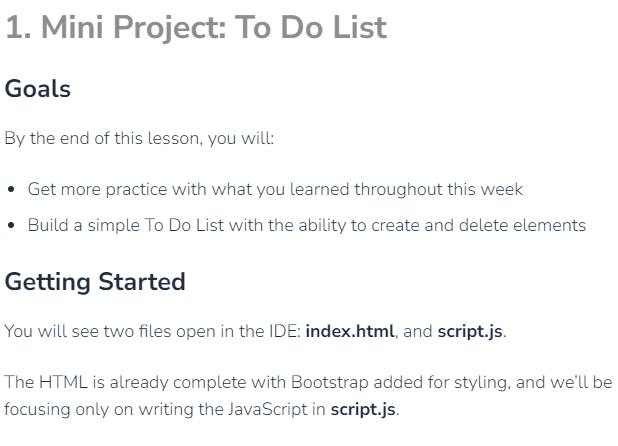 1. Mini Project: To Do List
Goals
By the end of this lesson, you will:
• Get more practice with what you learned throughout this week
• Build a simple To Do List with the ability to create and delete elements
Getting Started
You will see two files open in the IDE: index.html, and script.js.
The HTML is already complete with Bootstrap added for styling, and we'll be
focusing only on writing the JavaScript in script.js.